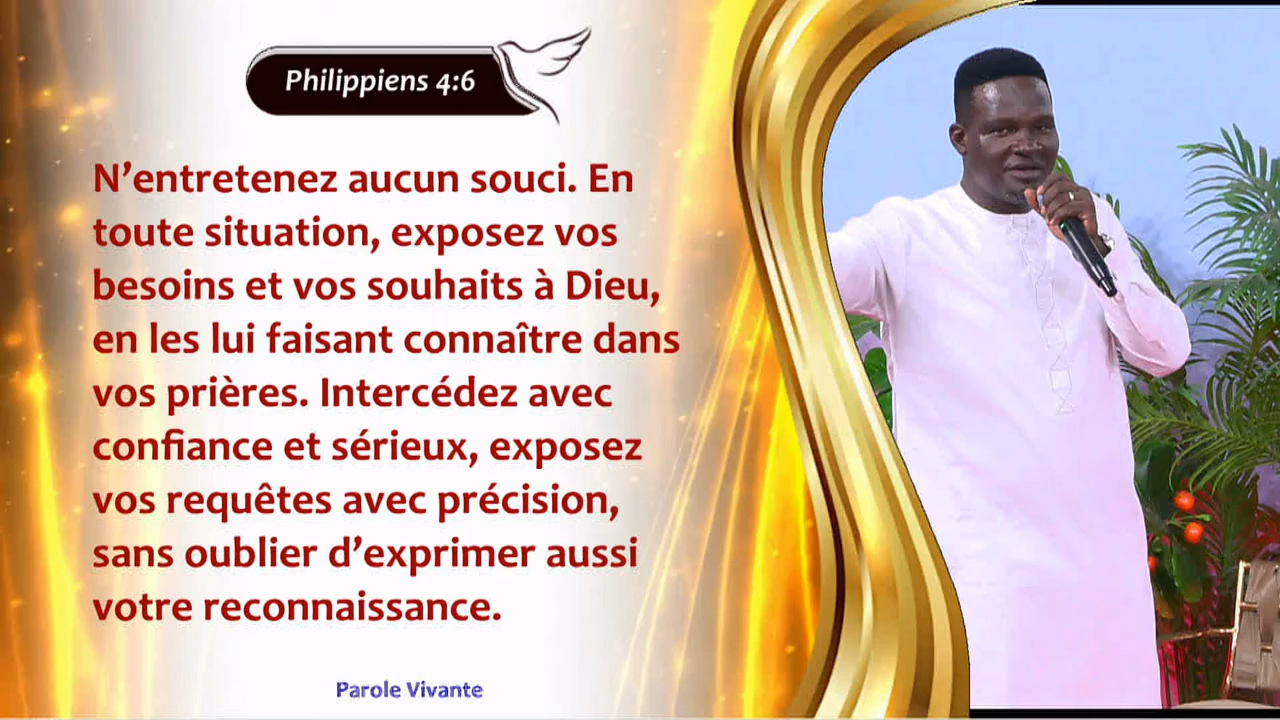 Philippiens 4:6
N’entretenez aucun souci. En
toute situation, exposez vos
besoins et vos souhaits à Dieu,
en les lui faisant connaître dans
vos prières. Intercédez avec
confiance et sérieux, exposez
vos requêtes avec précision,
sans oublier d’exprimer aussi
votre reconnaissance.
Parole Vivante